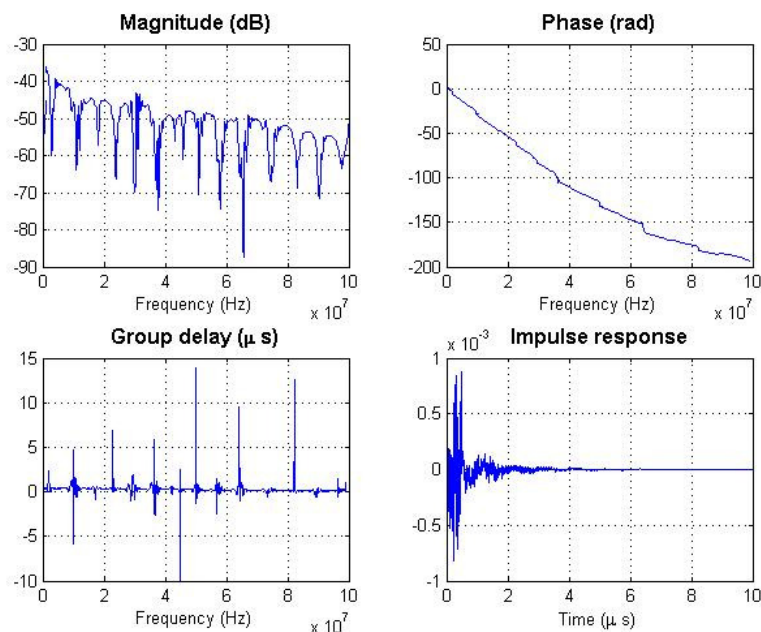 Magnitude (dB)
-30
-40
-50
-60
-70
-80
-90
0 2 4 6 8 10
Frequency (Hz)
x 10^7
Phase (rad)
50
0
-50
-100
-150
-200
0 2 4 6 8 10
Frequency (Hz)
x 10^7
Group delay (μ s)
15
10
5
0
-5
-10
0 2 4 6 8 10
Frequency (Hz)
x 10^7
Impulse response
x 10^-3
1
0.5
0
-0.5
-1
0 2 4 6 8 10
Time (μ s)